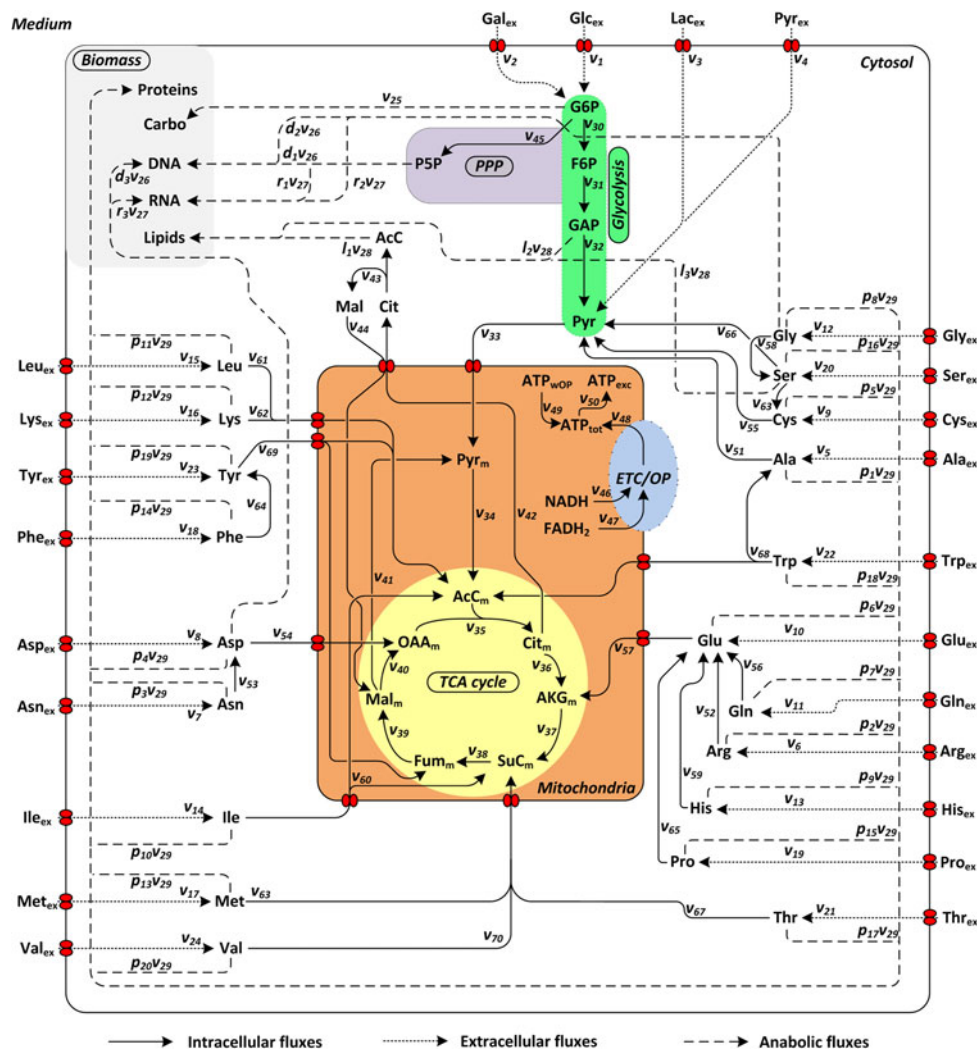 Medium
Gal_ex Glc_ex Lac_ex Pyr_ex
v2 v1 v3 v4
Biomass
Cytosol
Proteins
v25
G6P
Carbo
v30
d2v26
v45
DNA
d1v26
P5P
PPP
F6P
d3v26
r1v27
r2v27
v31
Glycolysis
RNA
r3v27
GAP
Lipids
l1v28
AcC
l2v28
v32
l3v28
v43
Mal Cit
v44
Pyr
v33
p8v29
v66
v58
Gly
v12
Gly_ex
p16v29
p11v29
v15
v61
Leu_ex
Leu
Ser
v20
Ser_ex
p12v29
v16
v62
Lys_ex
Lys
p5v29
v63
v55
Cys
v9
Cys_ex
ATP_wOP ATP_exc
v49
v50
v48
ATP_tot
p19v29
v69
v23
Tyr_ex
Tyr
Pyr_m
ETC/OP
v51
Ala
v5
Ala_ex
p1v29
NADH
v46
v64
p14v29
v18
Phe_ex
Phe
v34
v42
FADH2
v47
v41
v68
Trp
v22
Trp_ex
p18v29
AcC_m
p6v29
v35
v8
v54
Asp_ex
Asp
OAA_m
Cit_m
v57
Glu
v10
Glu_ex
p4v29
v40
v36
v56
p7v29
p3v29
v53
TCA cycle
Asn_ex
v7
Asn
Mal_m
AKG_m
Gln
v11
Gln_ex
v52
p2v29
v39
v37
Arg
v6
Arg_ex
Fum_m
v38
SuC_m
v60
Mitochondria
v59
p9v29
v14
Ile_ex
Ile
His
v13
His_ex
p10v29
v65
p15v29
Pro
v19
Pro_ex
p13v29
v17
v63
Met_ex
Met
v67
Thr
v21
Thr_ex
v24
v70
p17v29
Val_ex
Val
p20v29
Intracellular fluxes Extracellular fluxes Anabolic fluxes